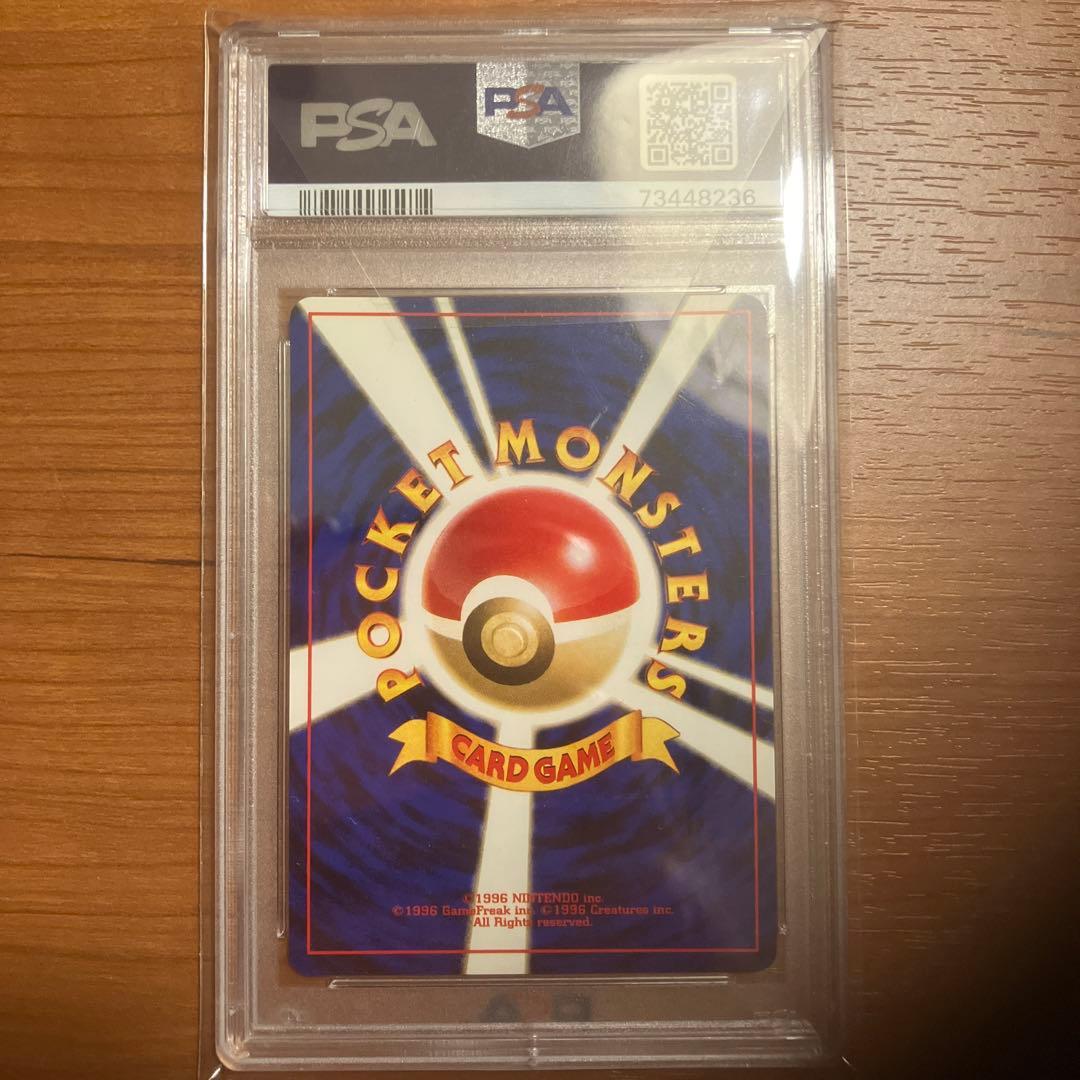 PSA
PSA
73448236
POCKET MONSTERS
CARD GAME
©1996 NINTENDO inc.
©1996 GameFreak inc. ©1996 Creatures inc.
All Rights reserved.